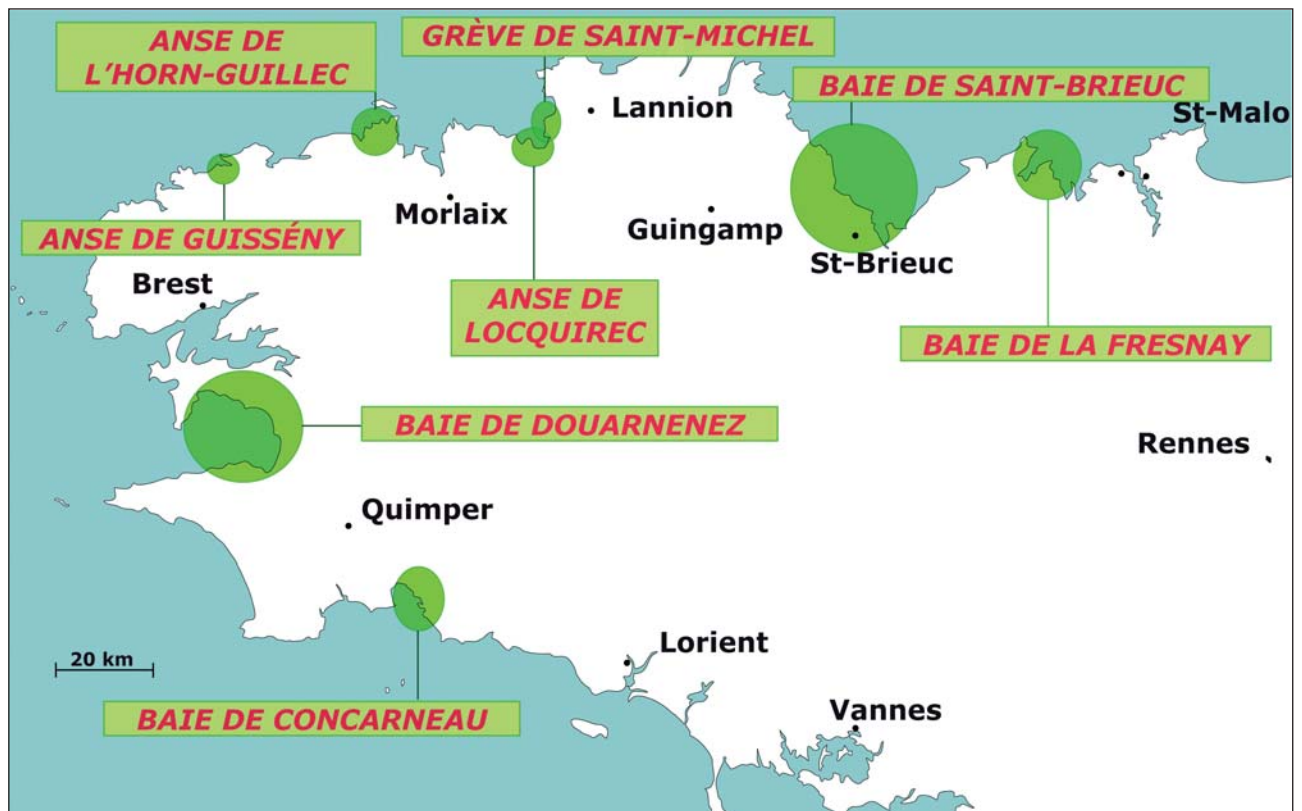 ANSE DE
L'HORN-GUILLEC
GRÈVE DE SAINT-MICHEL
BAIE DE SAINT-BRIEUC
Lannion
St-Malo
Morlaix
Guingamp
ANSE DE GUISSÉNY
St-Brieuc
Brest
ANSE DE
LOCQUIREC
BAIE DE LA FRESNAY
BAIE DE DOUARNENEZ
Rennes
Quimper
Lorient
20 km
BAIE DE CONCARNEAU
Vannes